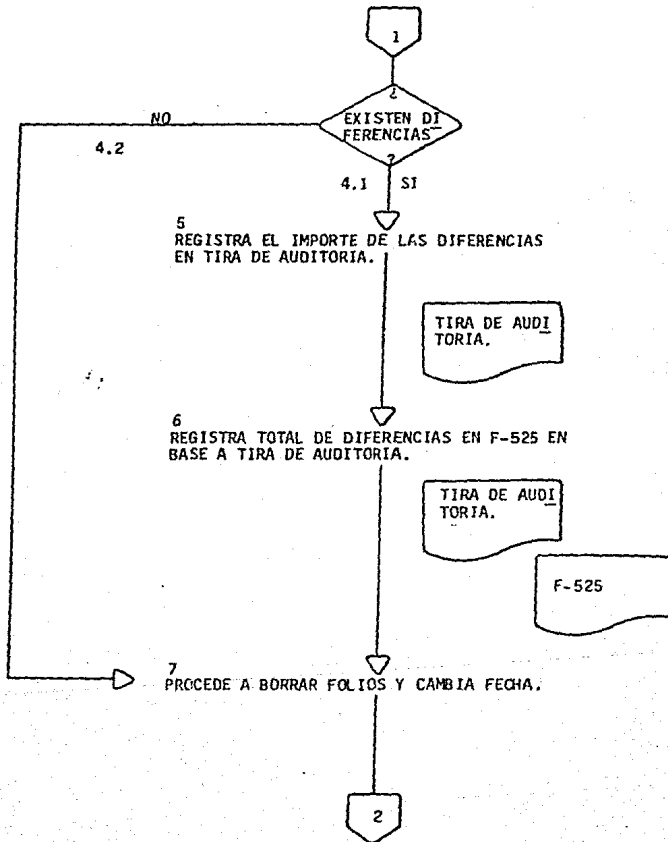 1
¿
EXISTEN DI
FERENCIAS
?
NO
4.2
4.1 SI
5
REGISTRA EL IMPORTE DE LAS DIFERENCIAS
EN TIRA DE AUDITORIA.
TIRA DE AUDI
TORIA.
6
REGISTRA TOTAL DE DIFERENCIAS EN F-525 EN
BASE A TIRA DE AUDITORIA.
TIRA DE AUDI
TORIA.
F-525
7
PROCEDE A BORRAR FOLIOS Y CAMBIA FECHA.
2